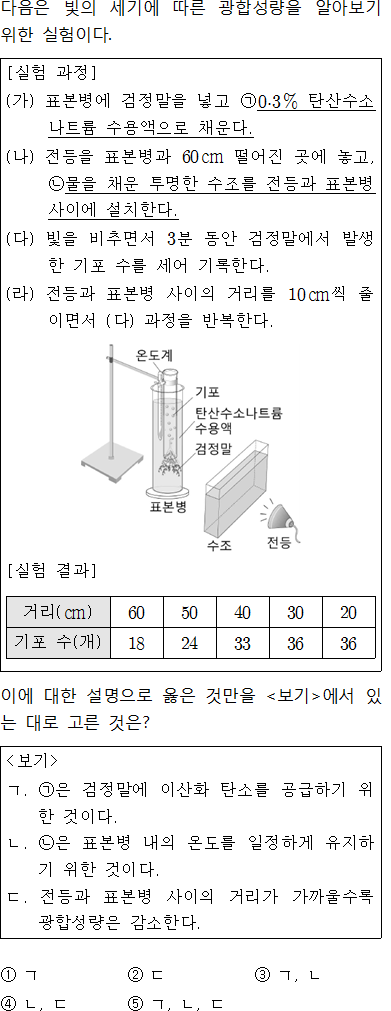 다음은 빛의 세기에 따른 광합성량을 알아보기
위한 실험이다.
[실험 과정]
(가) 표본병에 검정말을 넣고 ㉠0.3% 탄산수소
나트륨 수용액으로 채운다.
(나) 전등을 표본병과 60cm 떨어진 곳에 놓고,
㉡물을 채운 투명한 수조를 전등과 표본병
사이에 설치한다.
(다) 빛을 비추면서 3분 동안 검정말에서 발생
한 기포 수를 세어 기록한다.
(라) 전등과 표본병 사이의 거리를 10cm씩 줄
이면서 (다) 과정을 반복한다.
온도계
기포
탄산수소나트륨
수용액
검정말
표본병
수조
전등
[실험 결과]
거리(cm) 60 50 40 30 20
기포 수(개) 18 24 33 36 36
이에 대한 설명으로 옳은 것만을 <보기>에서 있
는 대로 고른 것은?
<보기>
ㄱ. ㉠은 검정말에 이산화 탄소를 공급하기 위
한 것이다.
ㄴ. ㉡은 표본병 내의 온도를 일정하게 유지하
기 위한 것이다.
ㄷ. 전등과 표본병 사이의 거리가 가까울수록
광합성량은 감소한다.
① ㄱ ② ㄷ ③ ㄱ, ㄴ
④ ㄴ, ㄷ ⑤ ㄱ, ㄴ, ㄷ